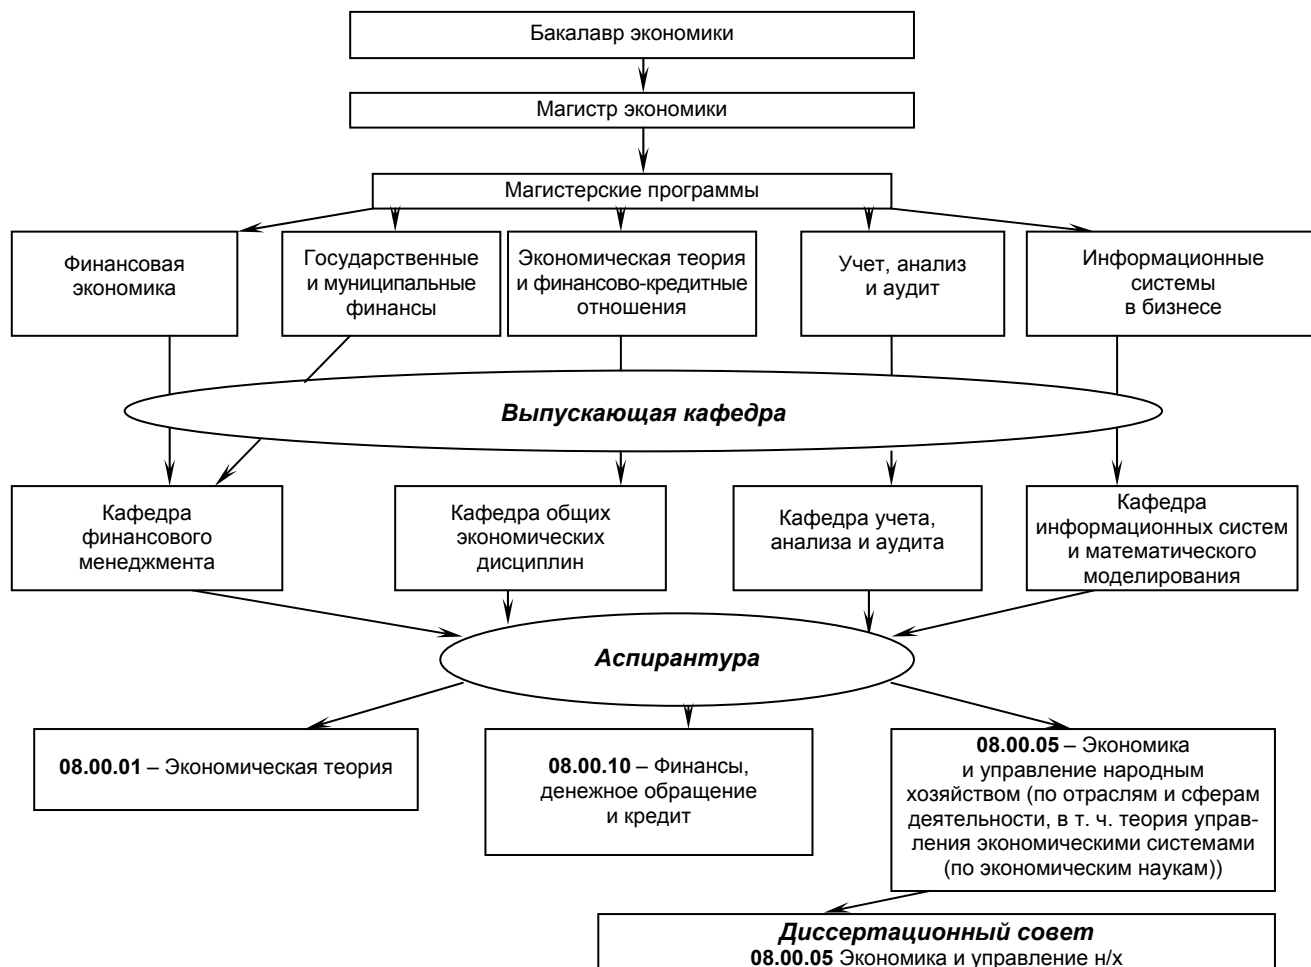 Бакалавр экономики
Магистр экономики
Магистерские программы
Финансовая
экономика
Государственные
и муниципальные
финансы
Экономическая теория
и финансово-кредитные
отношения
Учет, анализ
и аудит
Информационные
системы
в бизнесе
Выпускающая кафедра
Кафедра
финансового
менеджмента
Кафедра общих
экономических
дисциплин
Кафедра учета,
анализа и аудита
Кафедра
информационных систем
и математического
моделирования
Аспирантура
08.00.01 – Экономическая теория
08.00.10 – Финансы,
денежное обращение
и кредит
08.00.05 – Экономика
и управление народным
хозяйством (по отраслям и сферам
деятельности, в т. ч. теория управ-
ления экономическими системами
(по экономическим наукам))
Диссертационный совет
08.00.05 Экономика и управление н/х